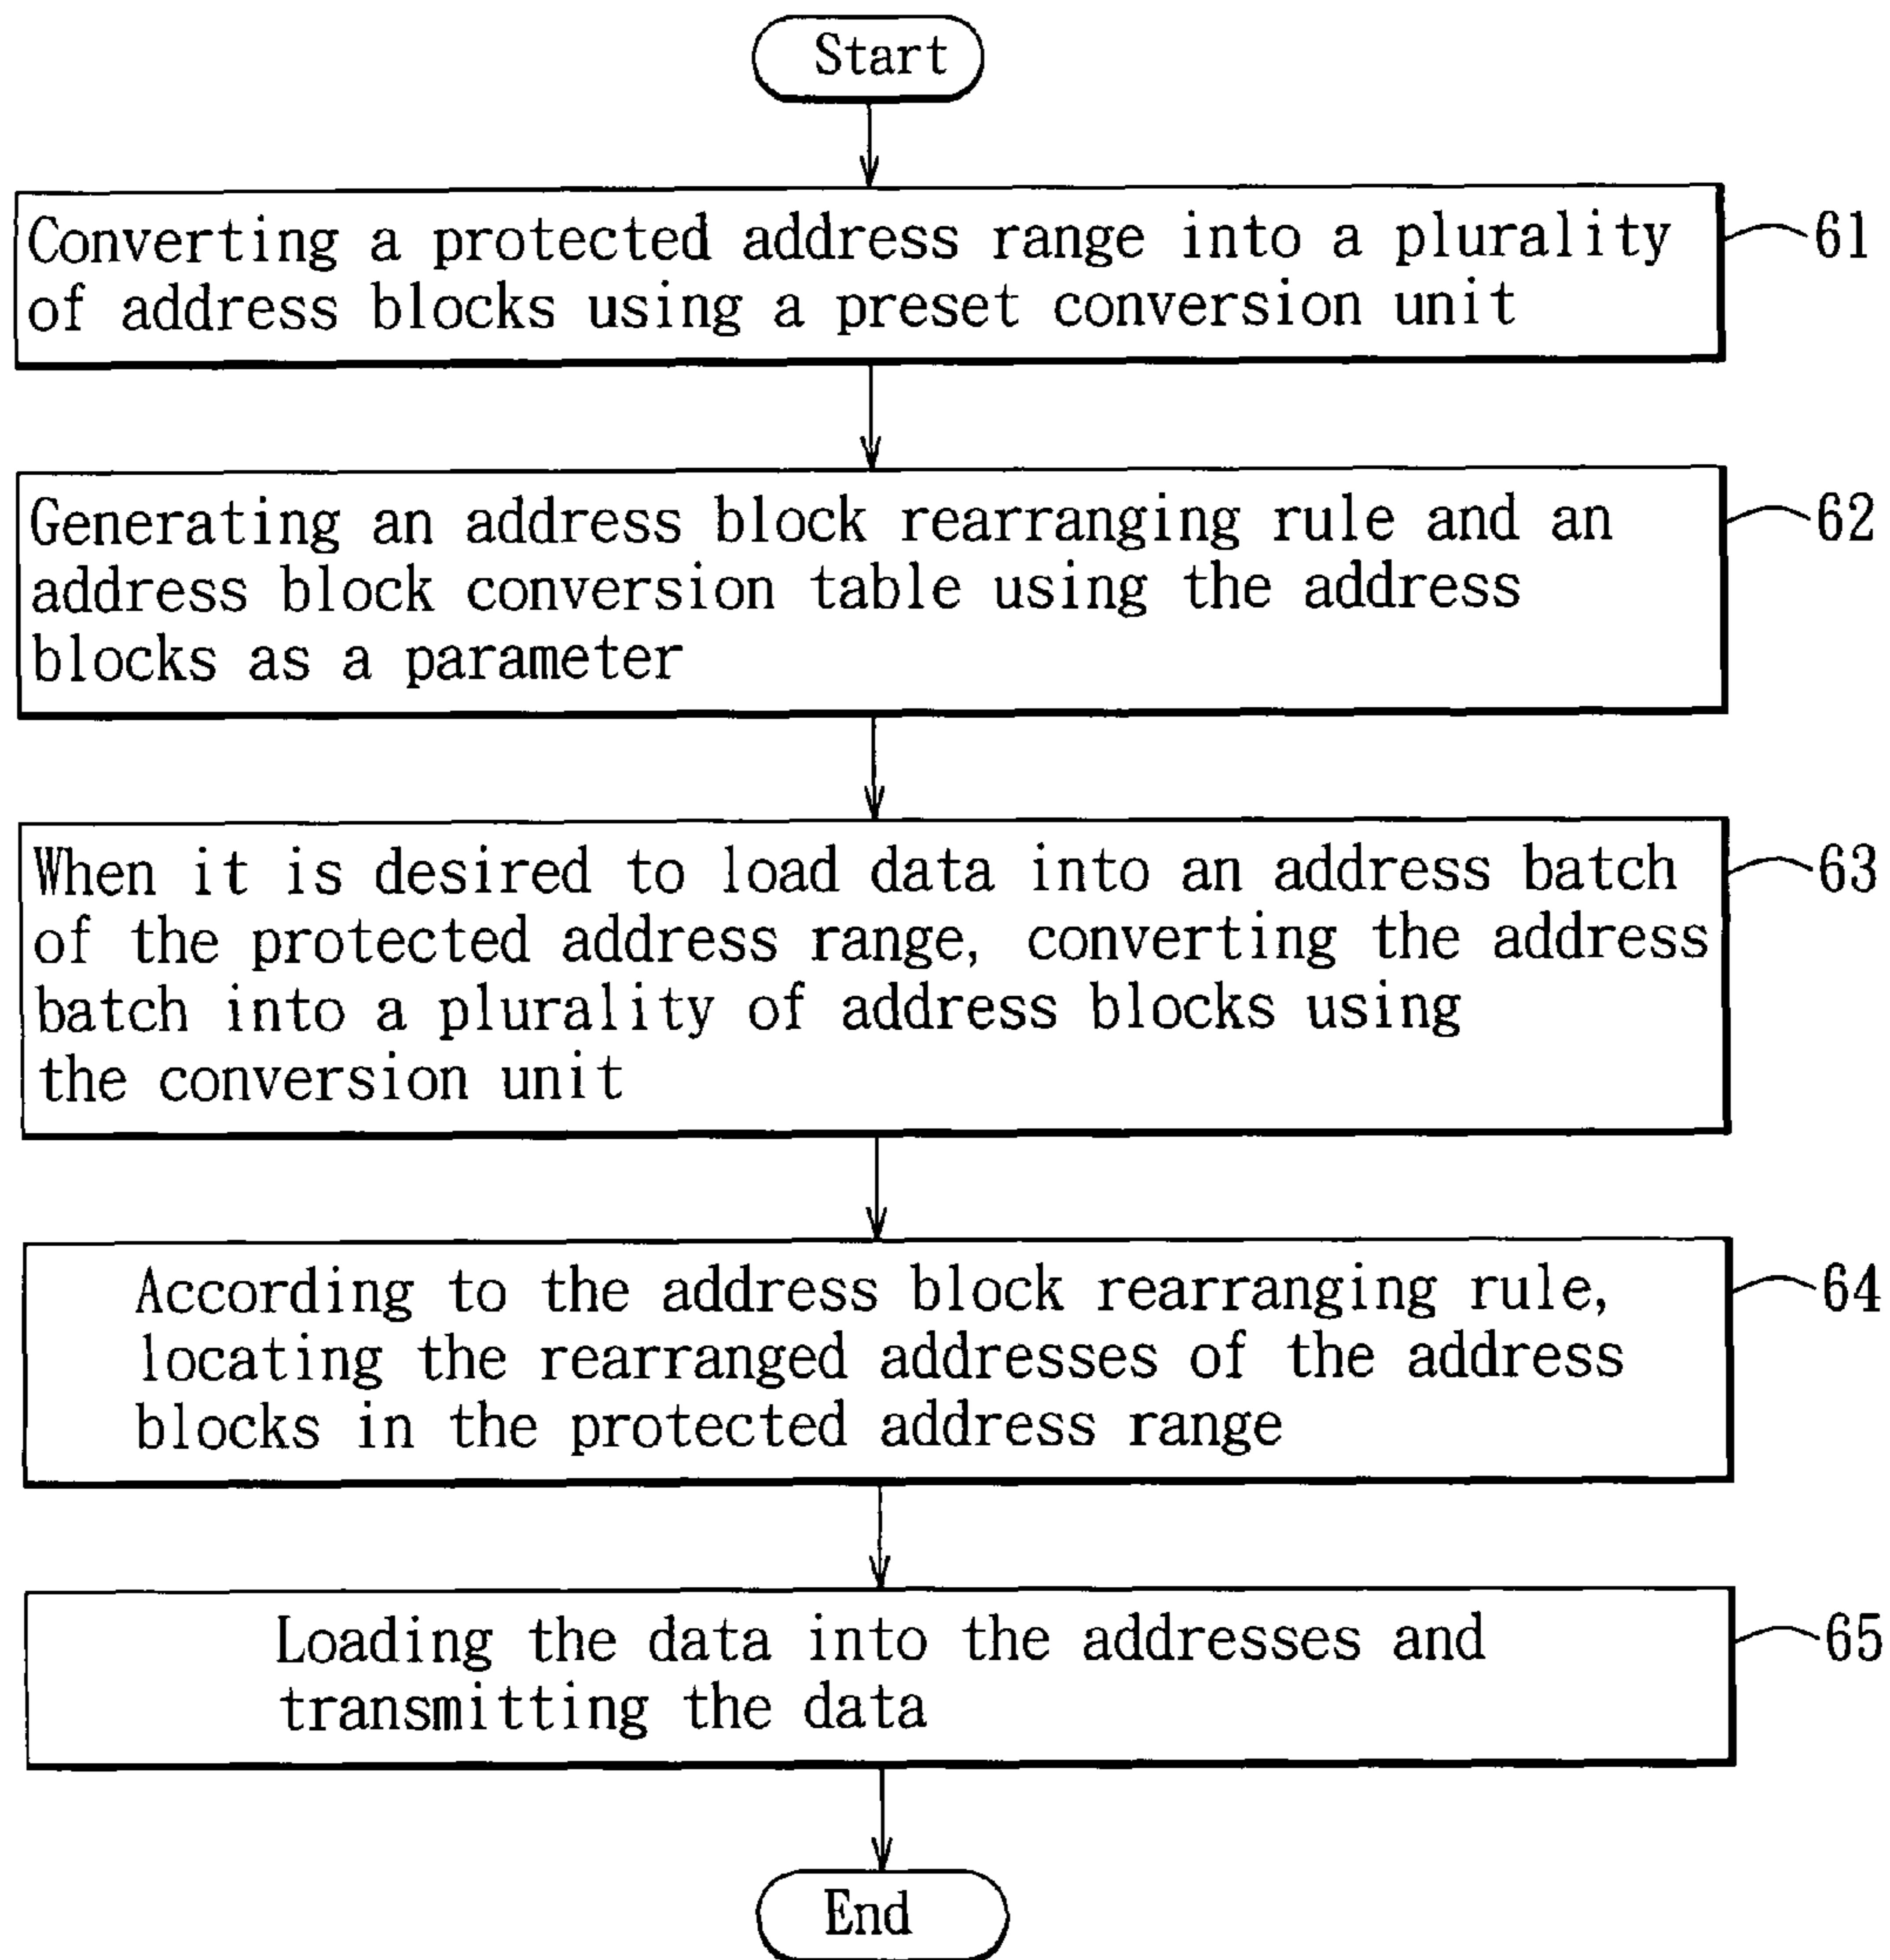 Start
Converting a protected address range into a plurality
of address blocks using a preset conversion unit
61
Generating an address block rearranging rule and an
address block conversion table using the address
blocks as a parameter
62
When it is desired to load data into an address batch
of the protected address range, converting the address
batch into a plurality of address blocks using
the conversion unit
63
According to the address block rearranging rule,
locating the rearranged addresses of the address
blocks in the protected address range
64
Loading the data into the addresses and
transmitting the data
65
End